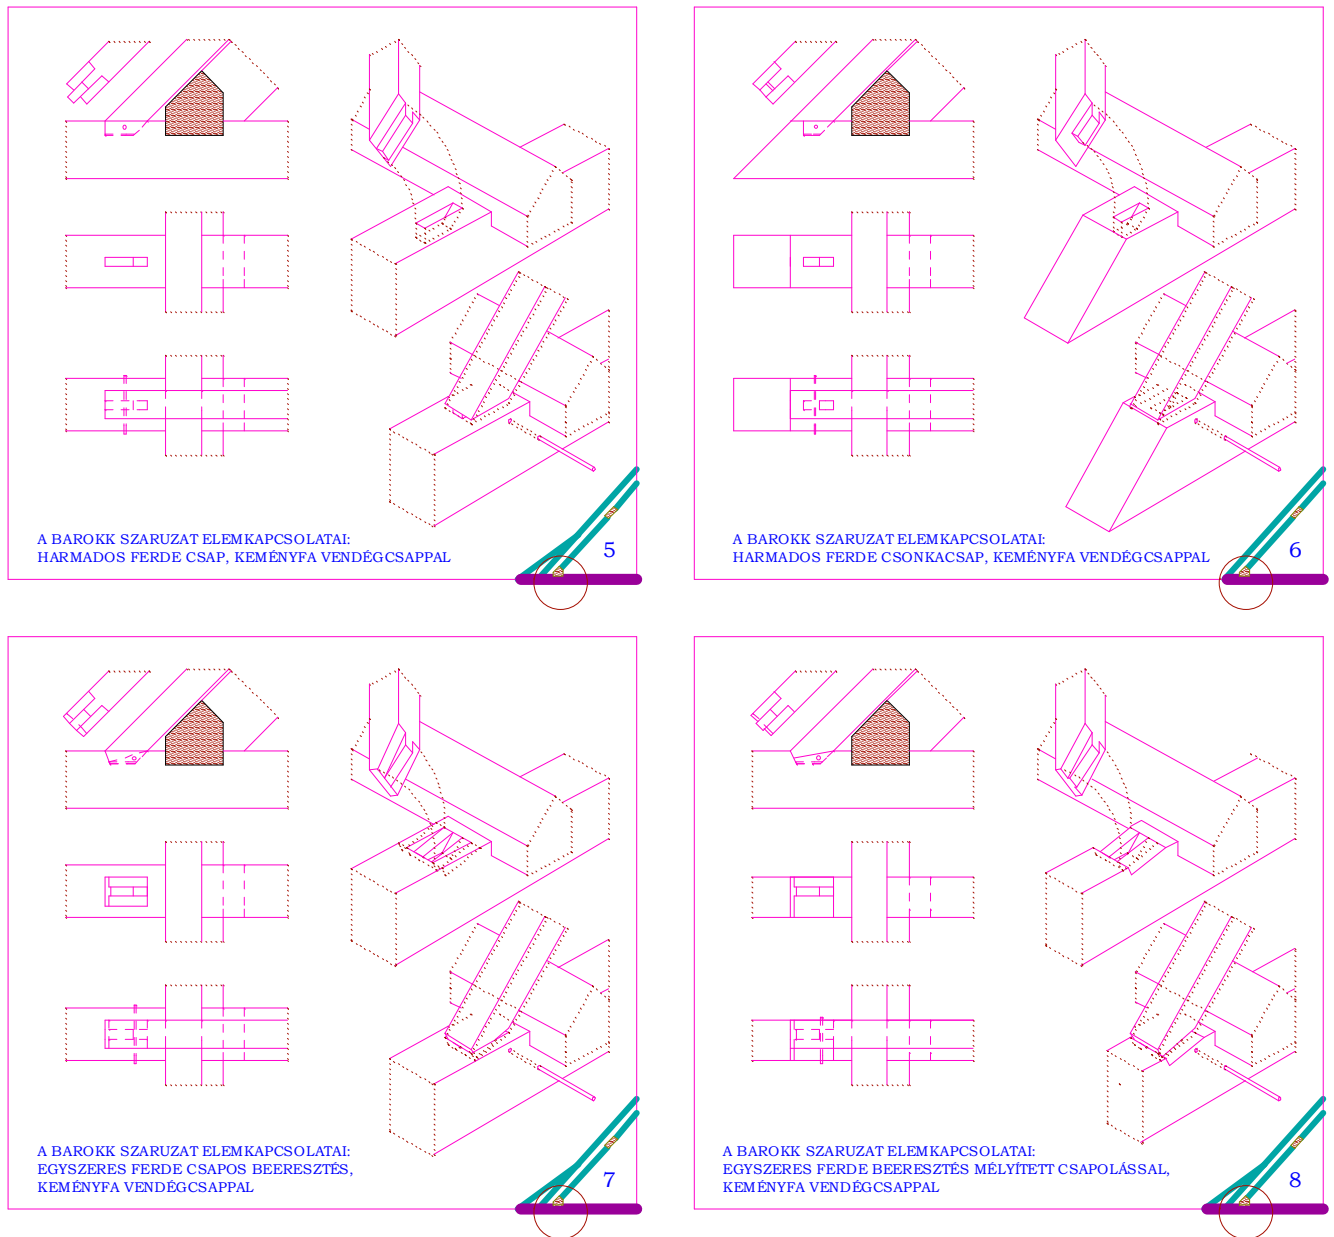 A BAROKK SZARUZAT ELEMKAPCSOLATAI:
HARMADOS FERDE CSAP, KEMÉNYFA VENDÉGCSAPPAL
5
A BAROKK SZARUZAT ELEMKAPCSOLATAI:
HARMADOS FERDE CSONKACSAP, KEMÉNYFA VENDÉGCSAPPAL
6
A BAROKK SZARUZAT ELEMKAPCSOLATAI:
EGYSZERES FERDE CSAPOS BEERESZTÉS,
KEMÉNYFA VENDÉGCSAPPAL
7
A BAROKK SZARUZAT ELEMKAPCSOLATAI:
EGYSZERES FERDE BEERESZTÉS MÉLYÍTETT CSAPOLÁSSAL,
KEMÉNYFA VENDÉGCSAPPAL
8